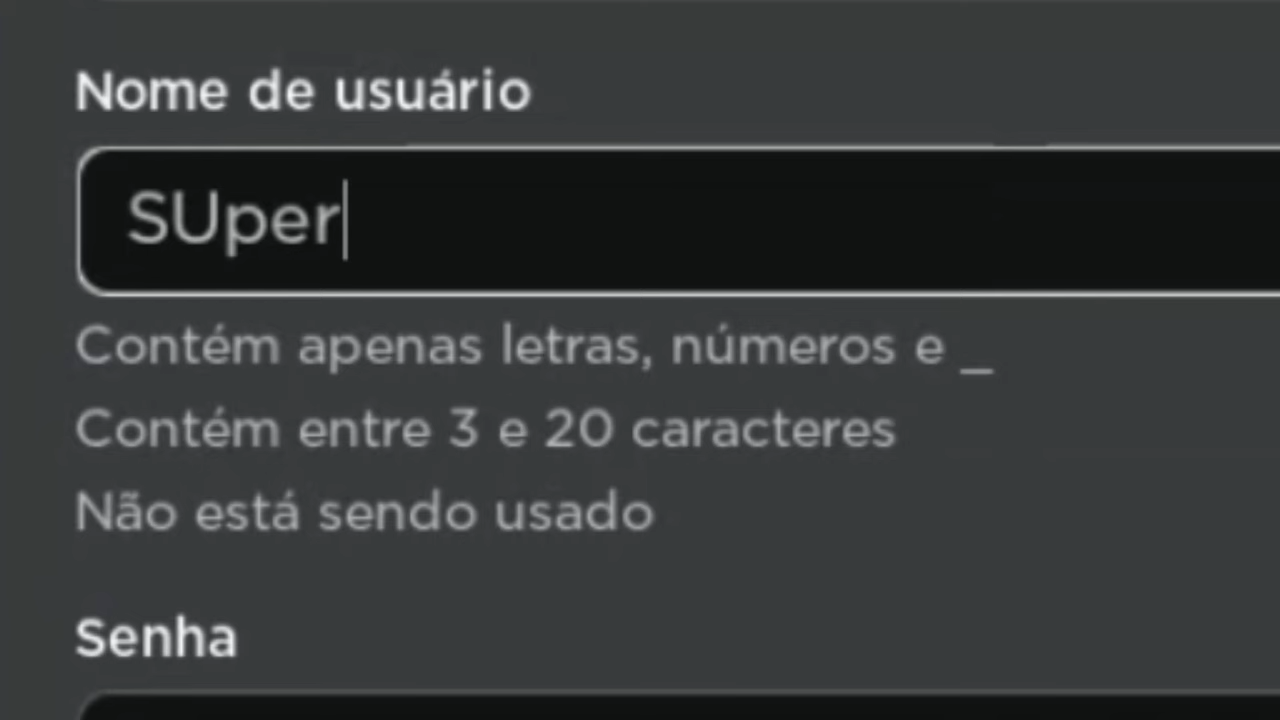 Nome de usuário
SUper
Contém apenas letras, números e _
Contém entre 3 e 20 caracteres
Não está sendo usado
Senha